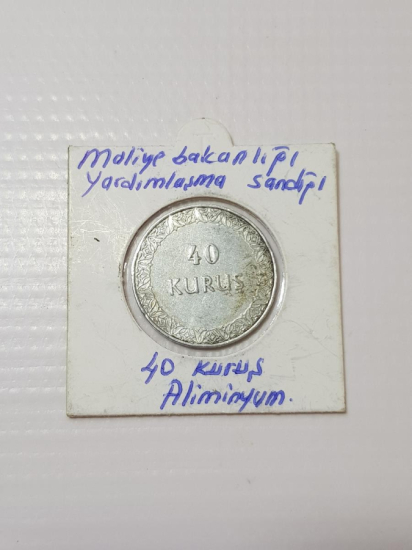 Maliye bakanlığı
Yardımlaşma sandığı
40
KURUŞ
40 kuruş
Aliminyum.